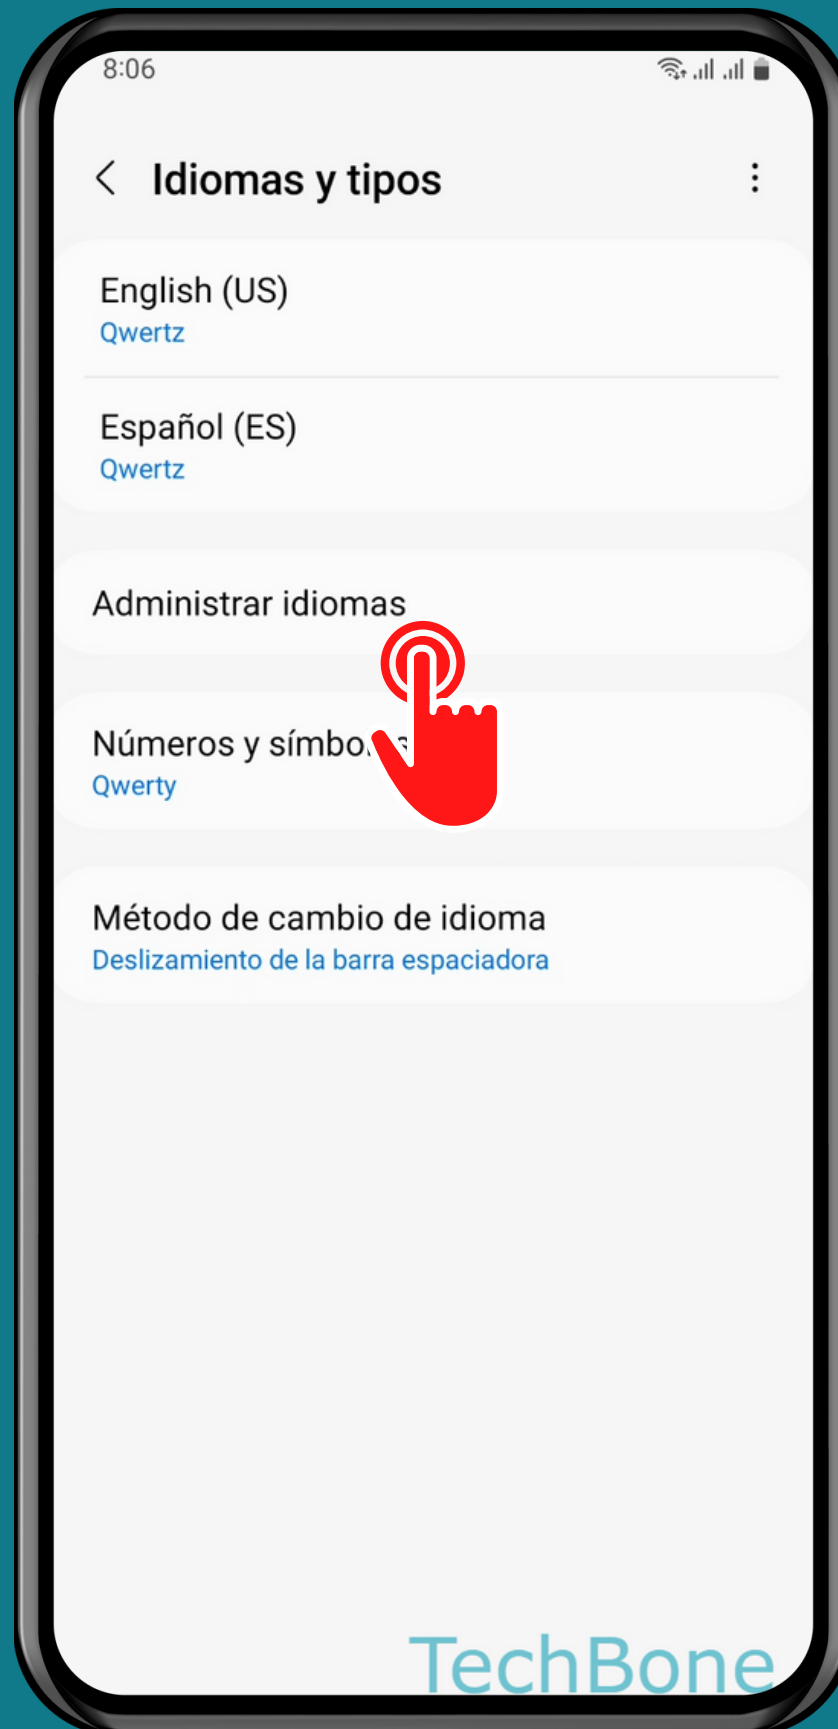 8:06
Idiomas y tipos
English (US)
Qwertz
Español (ES)
Qwertz
Administrar idiomas
Números y
Qwerty
Método de cambio de idioma
Deslizamiento de la barra espaciadora
TechBone